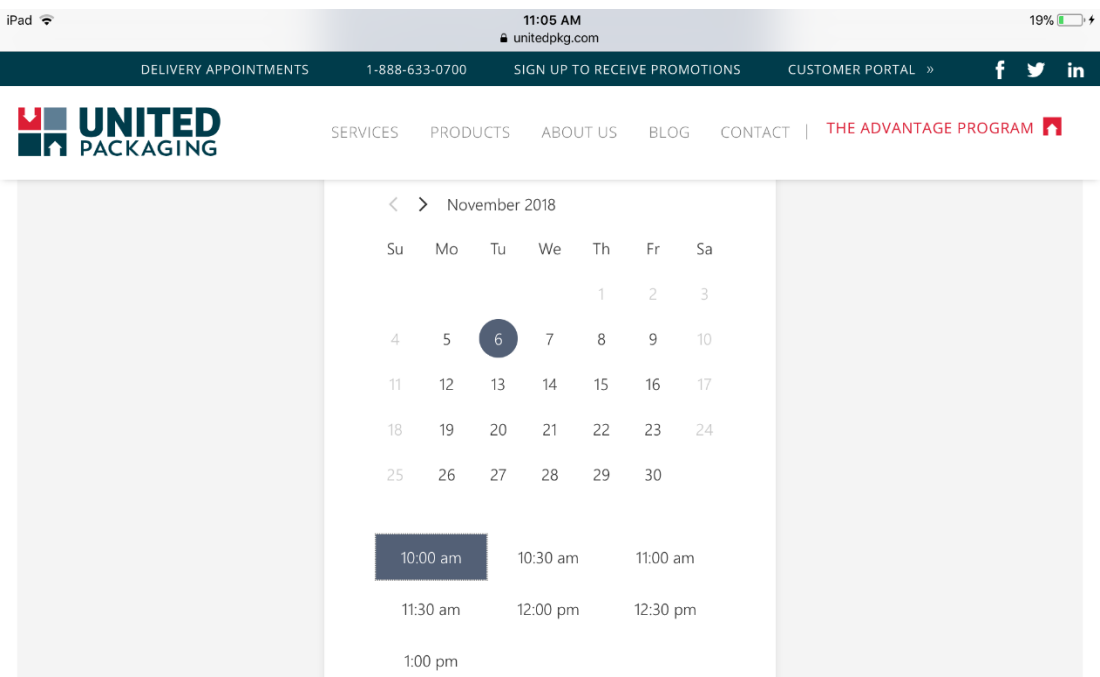 iPad 11:05 AM 19%
unitedpkg.com
DELIVERY APPOINTMENTS 1-888-633-0700 SIGN UP TO RECEIVE PROMOTIONS CUSTOMER PORTAL » f in
UNITED
PACKAGING
SERVICES PRODUCTS ABOUT US BLOG CONTACT | THE ADVANTAGE PROGRAM
< > November 2018
Su Mo Tu We Th Fr Sa
1 2 3
4 5 6 7 8 9 10
11 12 13 14 15 16 17
18 19 20 21 22 23 24
25 26 27 28 29 30
10:00 am 10:30 am 11:00 am
11:30 am 12:00 pm 12:30 pm
1:00 pm